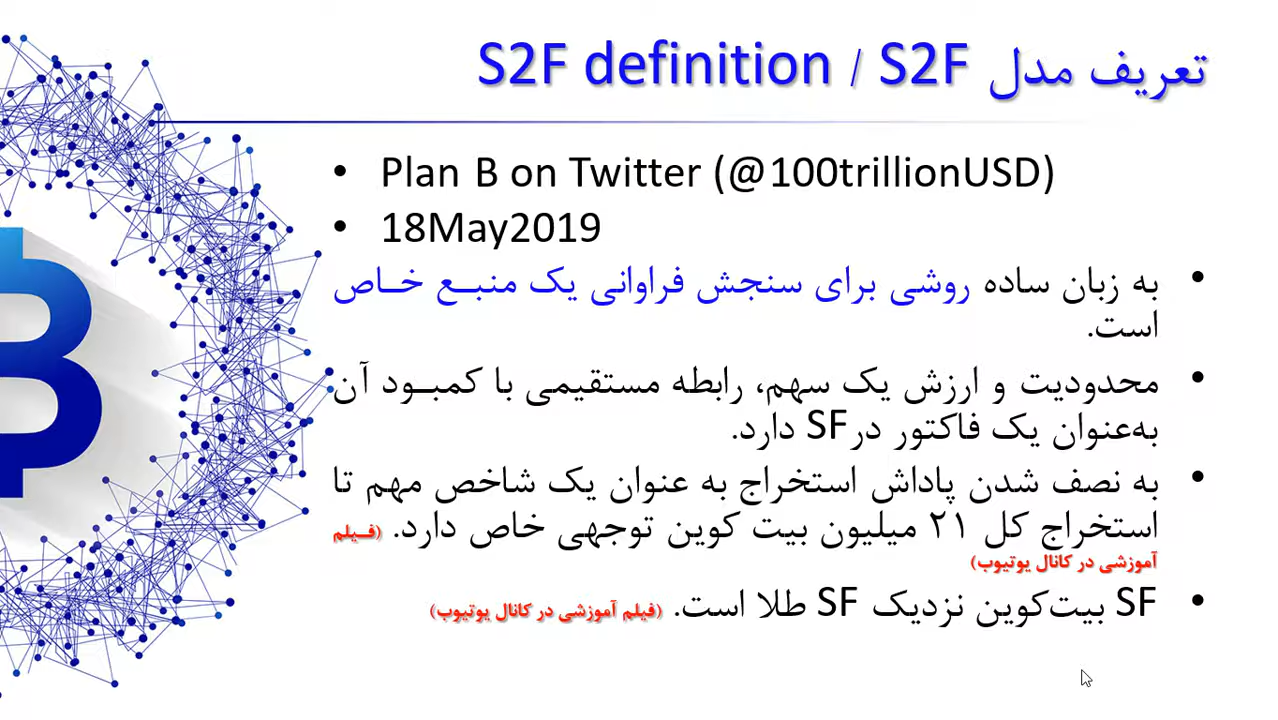 تعریف مدل S2F / S2F definition
• Plan B on Twitter (@100trillionUSD)
• 18May2019
• به زبان ساده روشی برای سنجش فراوانی یک منبع خاص
است.
• محدودیت و ارزش یک سهم، رابطه مستقیمی با کمبود آن
به‌عنوان یک فاکتور درSF دارد.
• به نصف شدن پاداش استخراج به عنوان یک شاخص مهم تا
استخراج کل ۲۱ میلیون بیت کوین توجهی خاص دارد. (فیلم
آموزشی در کانال یوتیوب)
• SF بیت‌کوین نزدیک SF طلا است. (فیلم آموزشی در کانال یوتیوب)